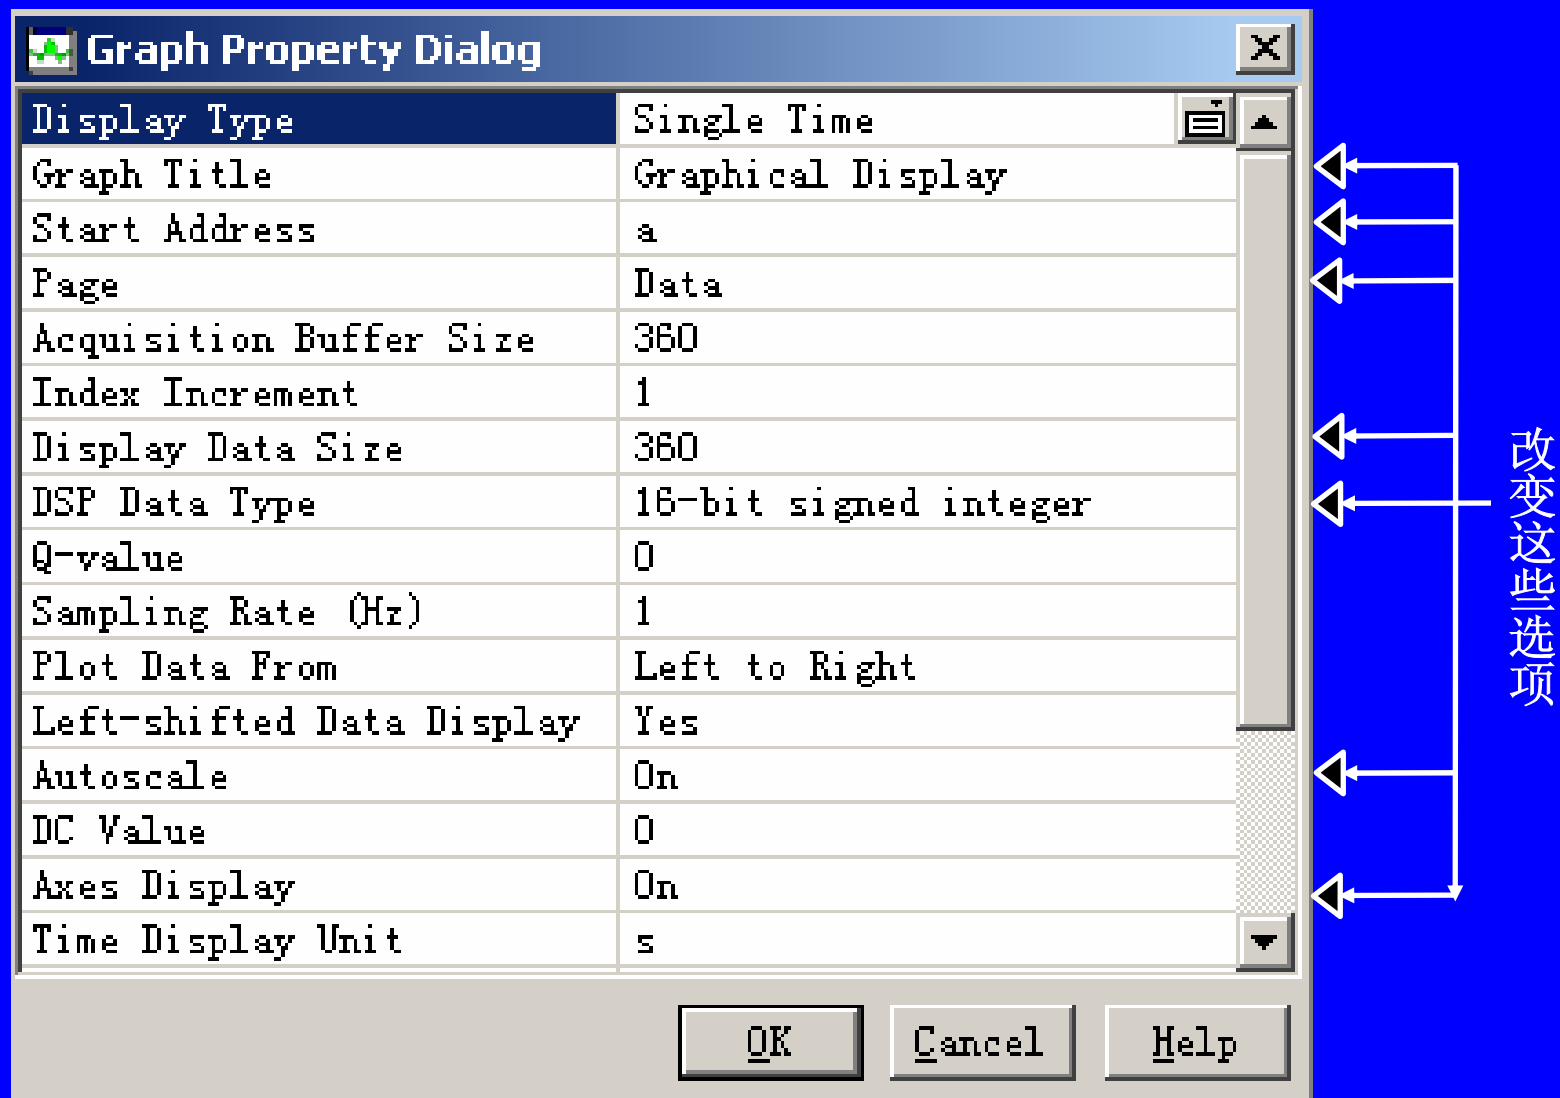 Graph Property Dialog
Display Type Single Time
Graph Title Graphical Display
Start Address a
Page Data
Acquisition Buffer Size 360
Index Increment 1
Display Data Size 360
DSP Data Type 16-bit signed integer
Q-value 0
Sampling Rate (Hz) 1
Plot Data From Left to Right
Left-shifted Data Display Yes
Autoscale On
DC Value 0
Axes Display On
Time Display Unit s
OK Cancel Help
改变这些选项